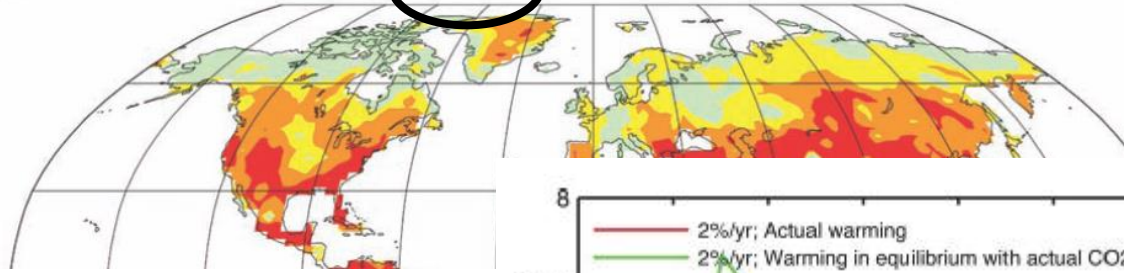 8
2%/yr; Actual warming
2%/yr; Warming in equilibrium with actual CO2